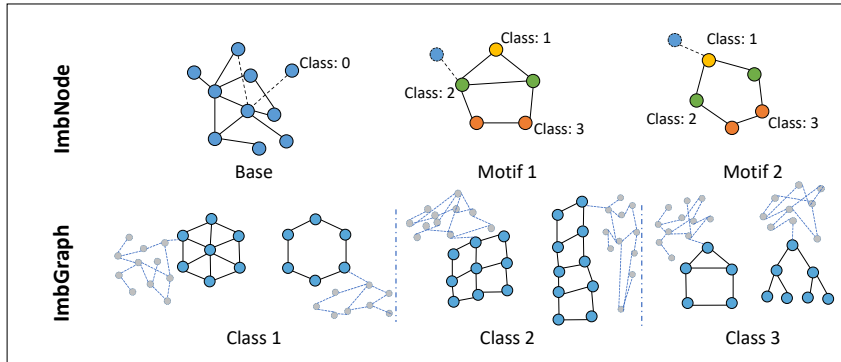 ImbNode
Class: 0
Base
Class: 1
Class: 2
Class: 3
Motif 1
Class: 1
Class: 2
Class: 3
Motif 2
ImbGraph
Class 1
Class 2
Class 3